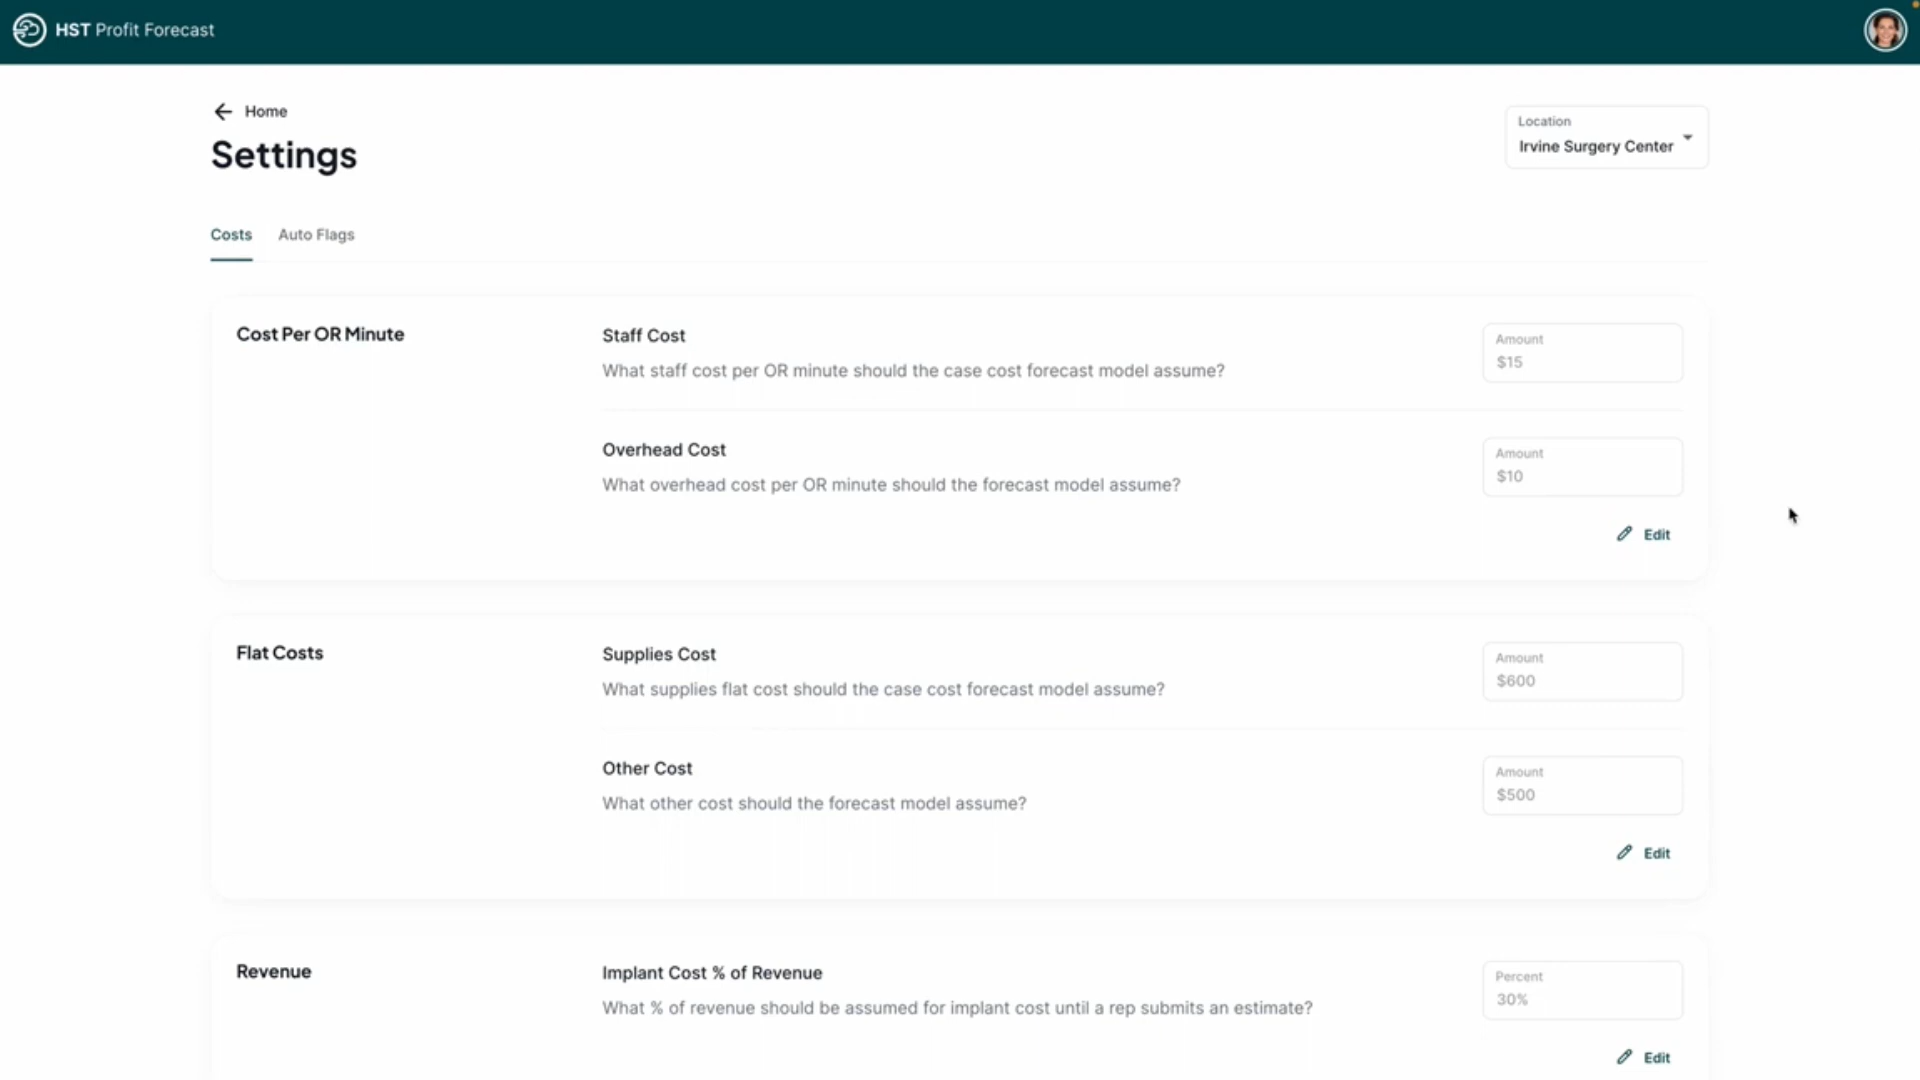 HST Profit Forecast
Home
Settings
Location
Irvine Surgery Center
Costs
Auto Flags
Cost Per OR Minute
Staff Cost
What staff cost per OR minute should the case cost forecast model assume?
Amount
$15
Overhead Cost
What overhead cost per OR minute should the forecast model assume?
Amount
$10
Edit
Flat Costs
Supplies Cost
What supplies flat cost should the case cost forecast model assume?
Amount
$600
Other Cost
What other cost should the forecast model assume?
Amount
$500
Edit
Revenue
Implant Cost % of Revenue
What % of revenue should be assumed for implant cost until a rep submits an estimate?
Percent
30%
Edit